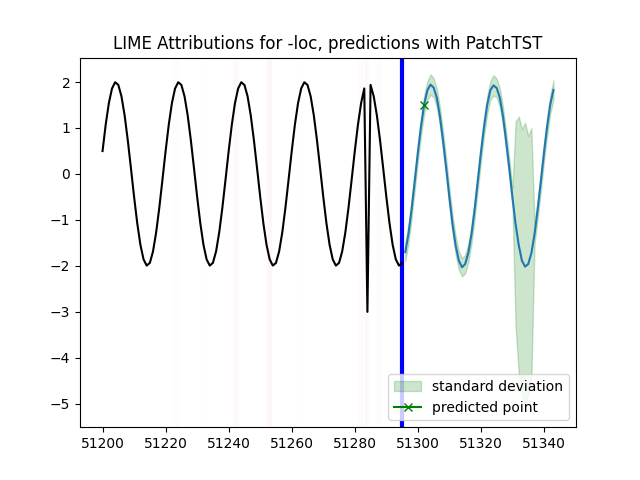 LIME Attributions for -loc, predictions with PatchTST
2
1
0
−1
−2
−3
−4
−5
standard deviation
predicted point
51200 51220 51240 51260 51280 51300 51320 51340